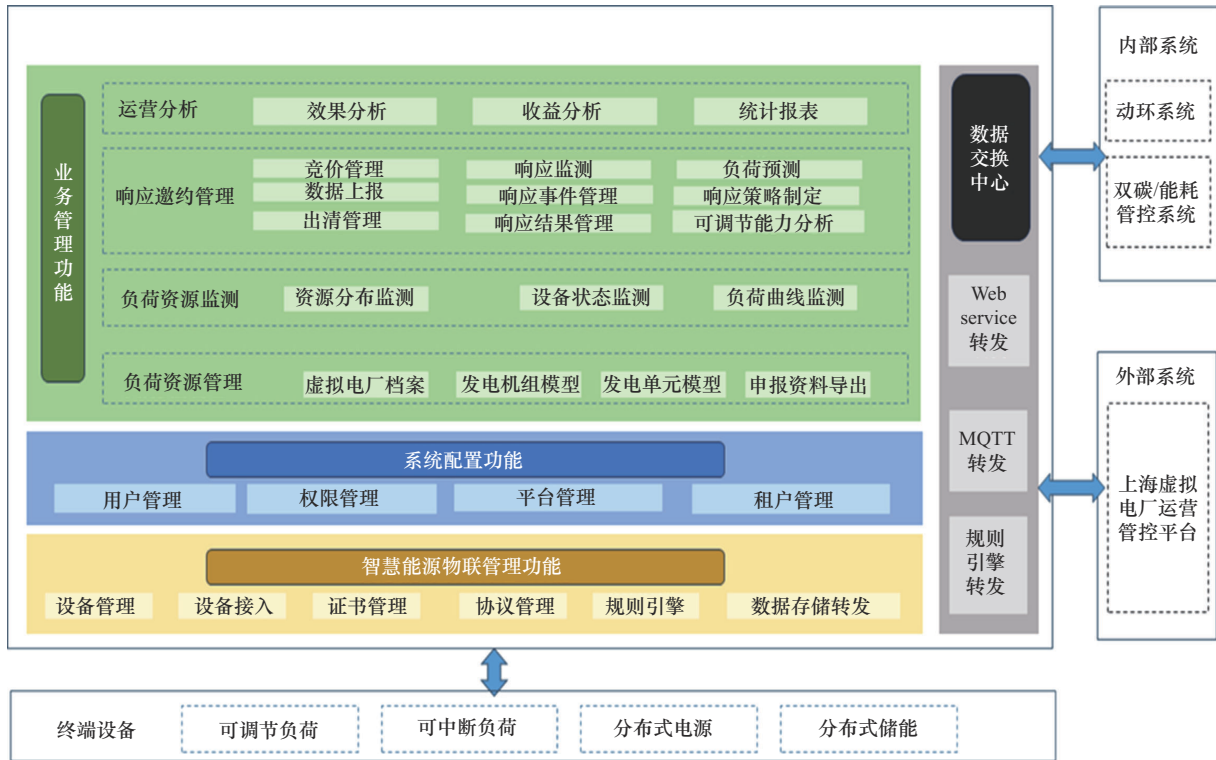 业
务
管
理
功
能
运营分析
效果分析
收益分析
统计报表
响应邀约管理
竞价管理
响应监测
负荷预测
数据上报
响应事件管理
响应策略制定
出清管理
响应结果管理
可调节能力分析
负荷资源监测
资源分布监测
设备状态监测
负荷曲线监测
负荷资源管理
虚拟电厂档案
发电机组模型
发电单元模型
申报资料导出
系统配置功能
用户管理
权限管理
平台管理
租户管理
智慧能源物联管理功能
设备管理
设备接入
证书管理
协议管理
规则引擎
数据存储转发
数据
交换
中心
Web
service
转发
MQTT
转发
规则
引擎
转发
内部系统
动环系统
双碳/能耗
管控系统
外部系统
上海虚拟
电厂运营
管控平台
终端设备
可调节负荷
可中断负荷
分布式电源
分布式储能